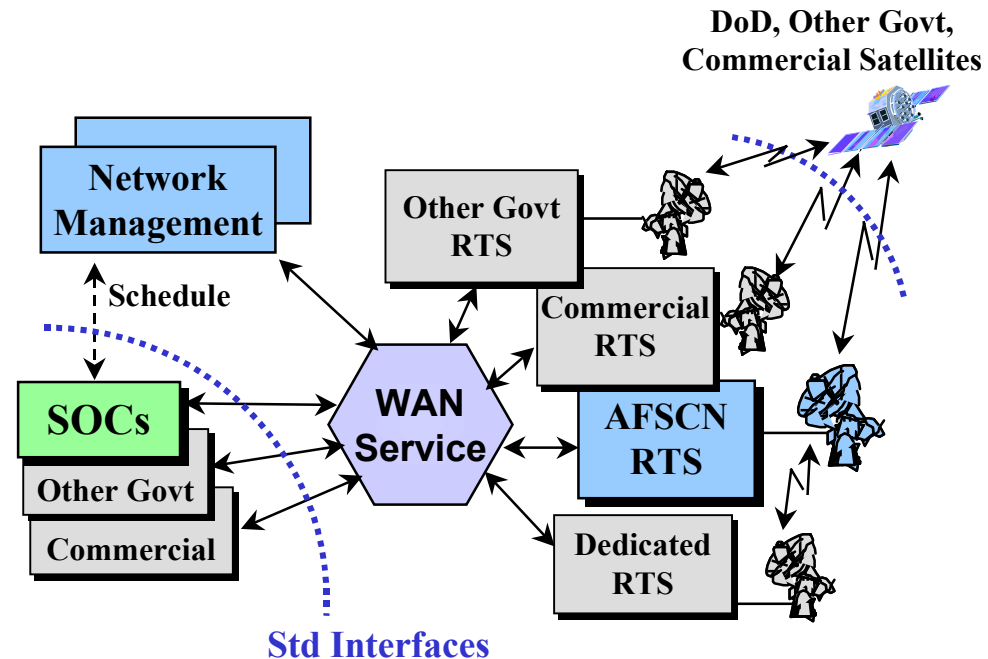 DoD, Other Govt,
Commercial Satellites
Network
Management
Other Govt
RTS
Schedule
Commercial
RTS
SOCs
WAN
Service
AFSCN
RTS
Other Govt
Commercial
Dedicated
RTS
Std Interfaces